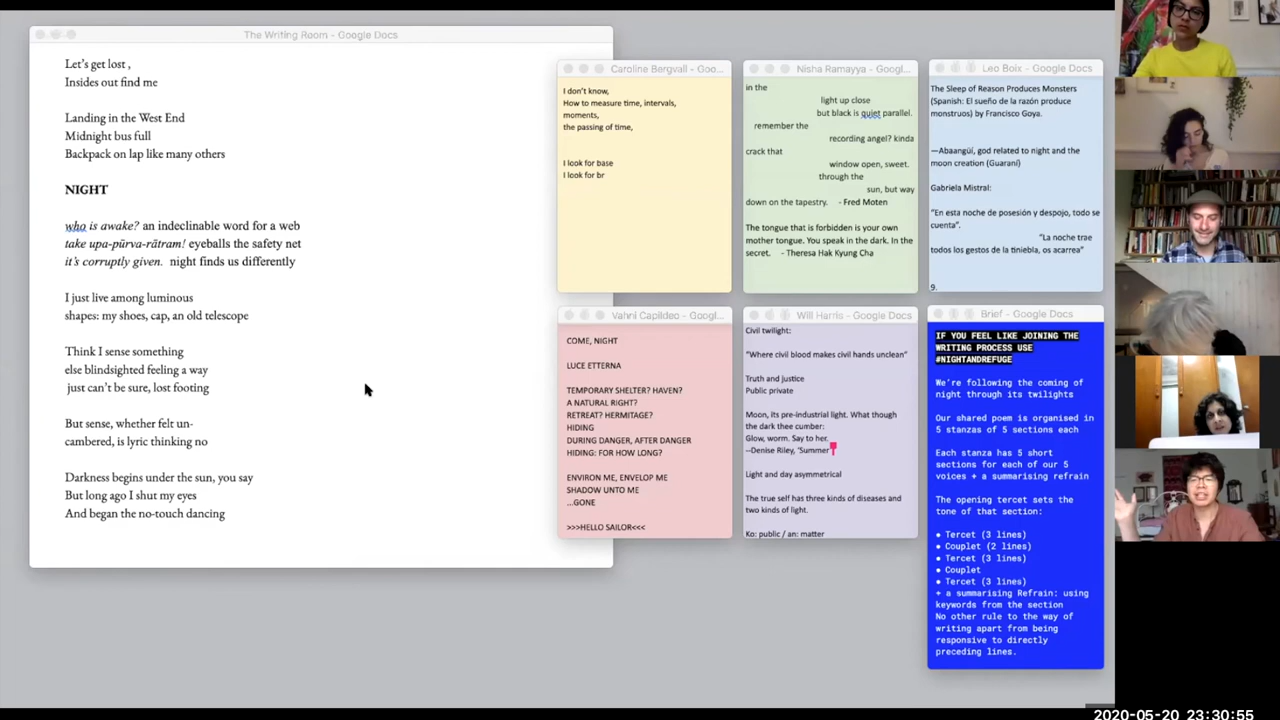 The Writing Room - Google Docs
Let's get lost ,
Insides out find me
Landing in the West End
Midnight bus full
Backpack on lap like many others
NIGHT
who is awake? an indeclinable word for a web
take upa-pūrva-rātram! eyeballs the safety net
it's corruptly given. night finds us differently
I just live among luminous
shapes: my shoes, cap, an old telescope
Think I sense something
else blindsighted feeling a way
just can't be sure, lost footing
But sense, whether felt un-
cambered, is lyric thinking no
Darkness begins under the sun, you say
But long ago I shut my eyes
And began the no-touch dancing
Caroline Bergvall - Goo...
I don't know,
How to measure time, intervals,
moments,
the passing of time,
I look for base
I look for br
Nisha Ramayya - Googl...
in the
light up close
but black is quiet parallel.
remember the
recording angel? kinda
crack that
window open, sweet.
through the
sun, but way
down on the tapestry. - Fred Moten
The tongue that is forbidden is your own
mother tongue. You speak in the dark. In the
secret. - Theresa Hak Kyung Cha
Leo Boix - Google Docs
The Sleep of Reason Produces Monsters
(Spanish: El sueño de la razón produce
monstruos) by Francisco Goya.
—Abaangüí, god related to night and the
moon creation (Guaraní)
Gabriela Mistral:
"En esta noche de posesión y despojo, todo se
cuenta".
"La noche trae
todos los gestos de la tiniebla, os acarrea"
9.
Vahni Capildeo - Googl...
COME, NIGHT
LUCE ETTERNA
TEMPORARY SHELTER? HAVEN?
A NATURAL RIGHT?
RETREAT? HERMITAGE?
HIDING
DURING DANGER, AFTER DANGER
HIDING: FOR HOW LONG?
ENVIRON ME, ENVELOP ME
SHADOW UNTO ME
...GONE
>>>HELLO SAILOR<<<
Will Harris - Google Docs
Civil twilight:
"Where civil blood makes civil hands unclean"
Truth and justice
Public private
Moon, its pre-industrial light. What though
the dark thee cumber:
Glow, worm. Say to her.
--Denise Riley, 'Summer'
Light and day asymmetrical
The true self has three kinds of diseases and
two kinds of light.
Ko: public / an: matter
Brief - Google Docs
IF YOU FEEL LIKE JOINING THE
WRITING PROCESS USE
#NIGHTANDREFUGE
We're following the coming of
night through its twilights
Our shared poem is organised in
5 stanzas of 5 sections each
Each stanza has 5 short
sections for each of our 5
voices + a summarising refrain
The opening tercet sets the
tone of that section:
• Tercet (3 lines)
• Couplet (2 lines)
• Tercet (3 lines)
• Couplet
• Tercet (3 lines)
+ a summarising Refrain: using
keywords from the section
No other rule to the way of
writing apart from being
responsive to directly
preceding lines.
2020-05-20 23:30:55